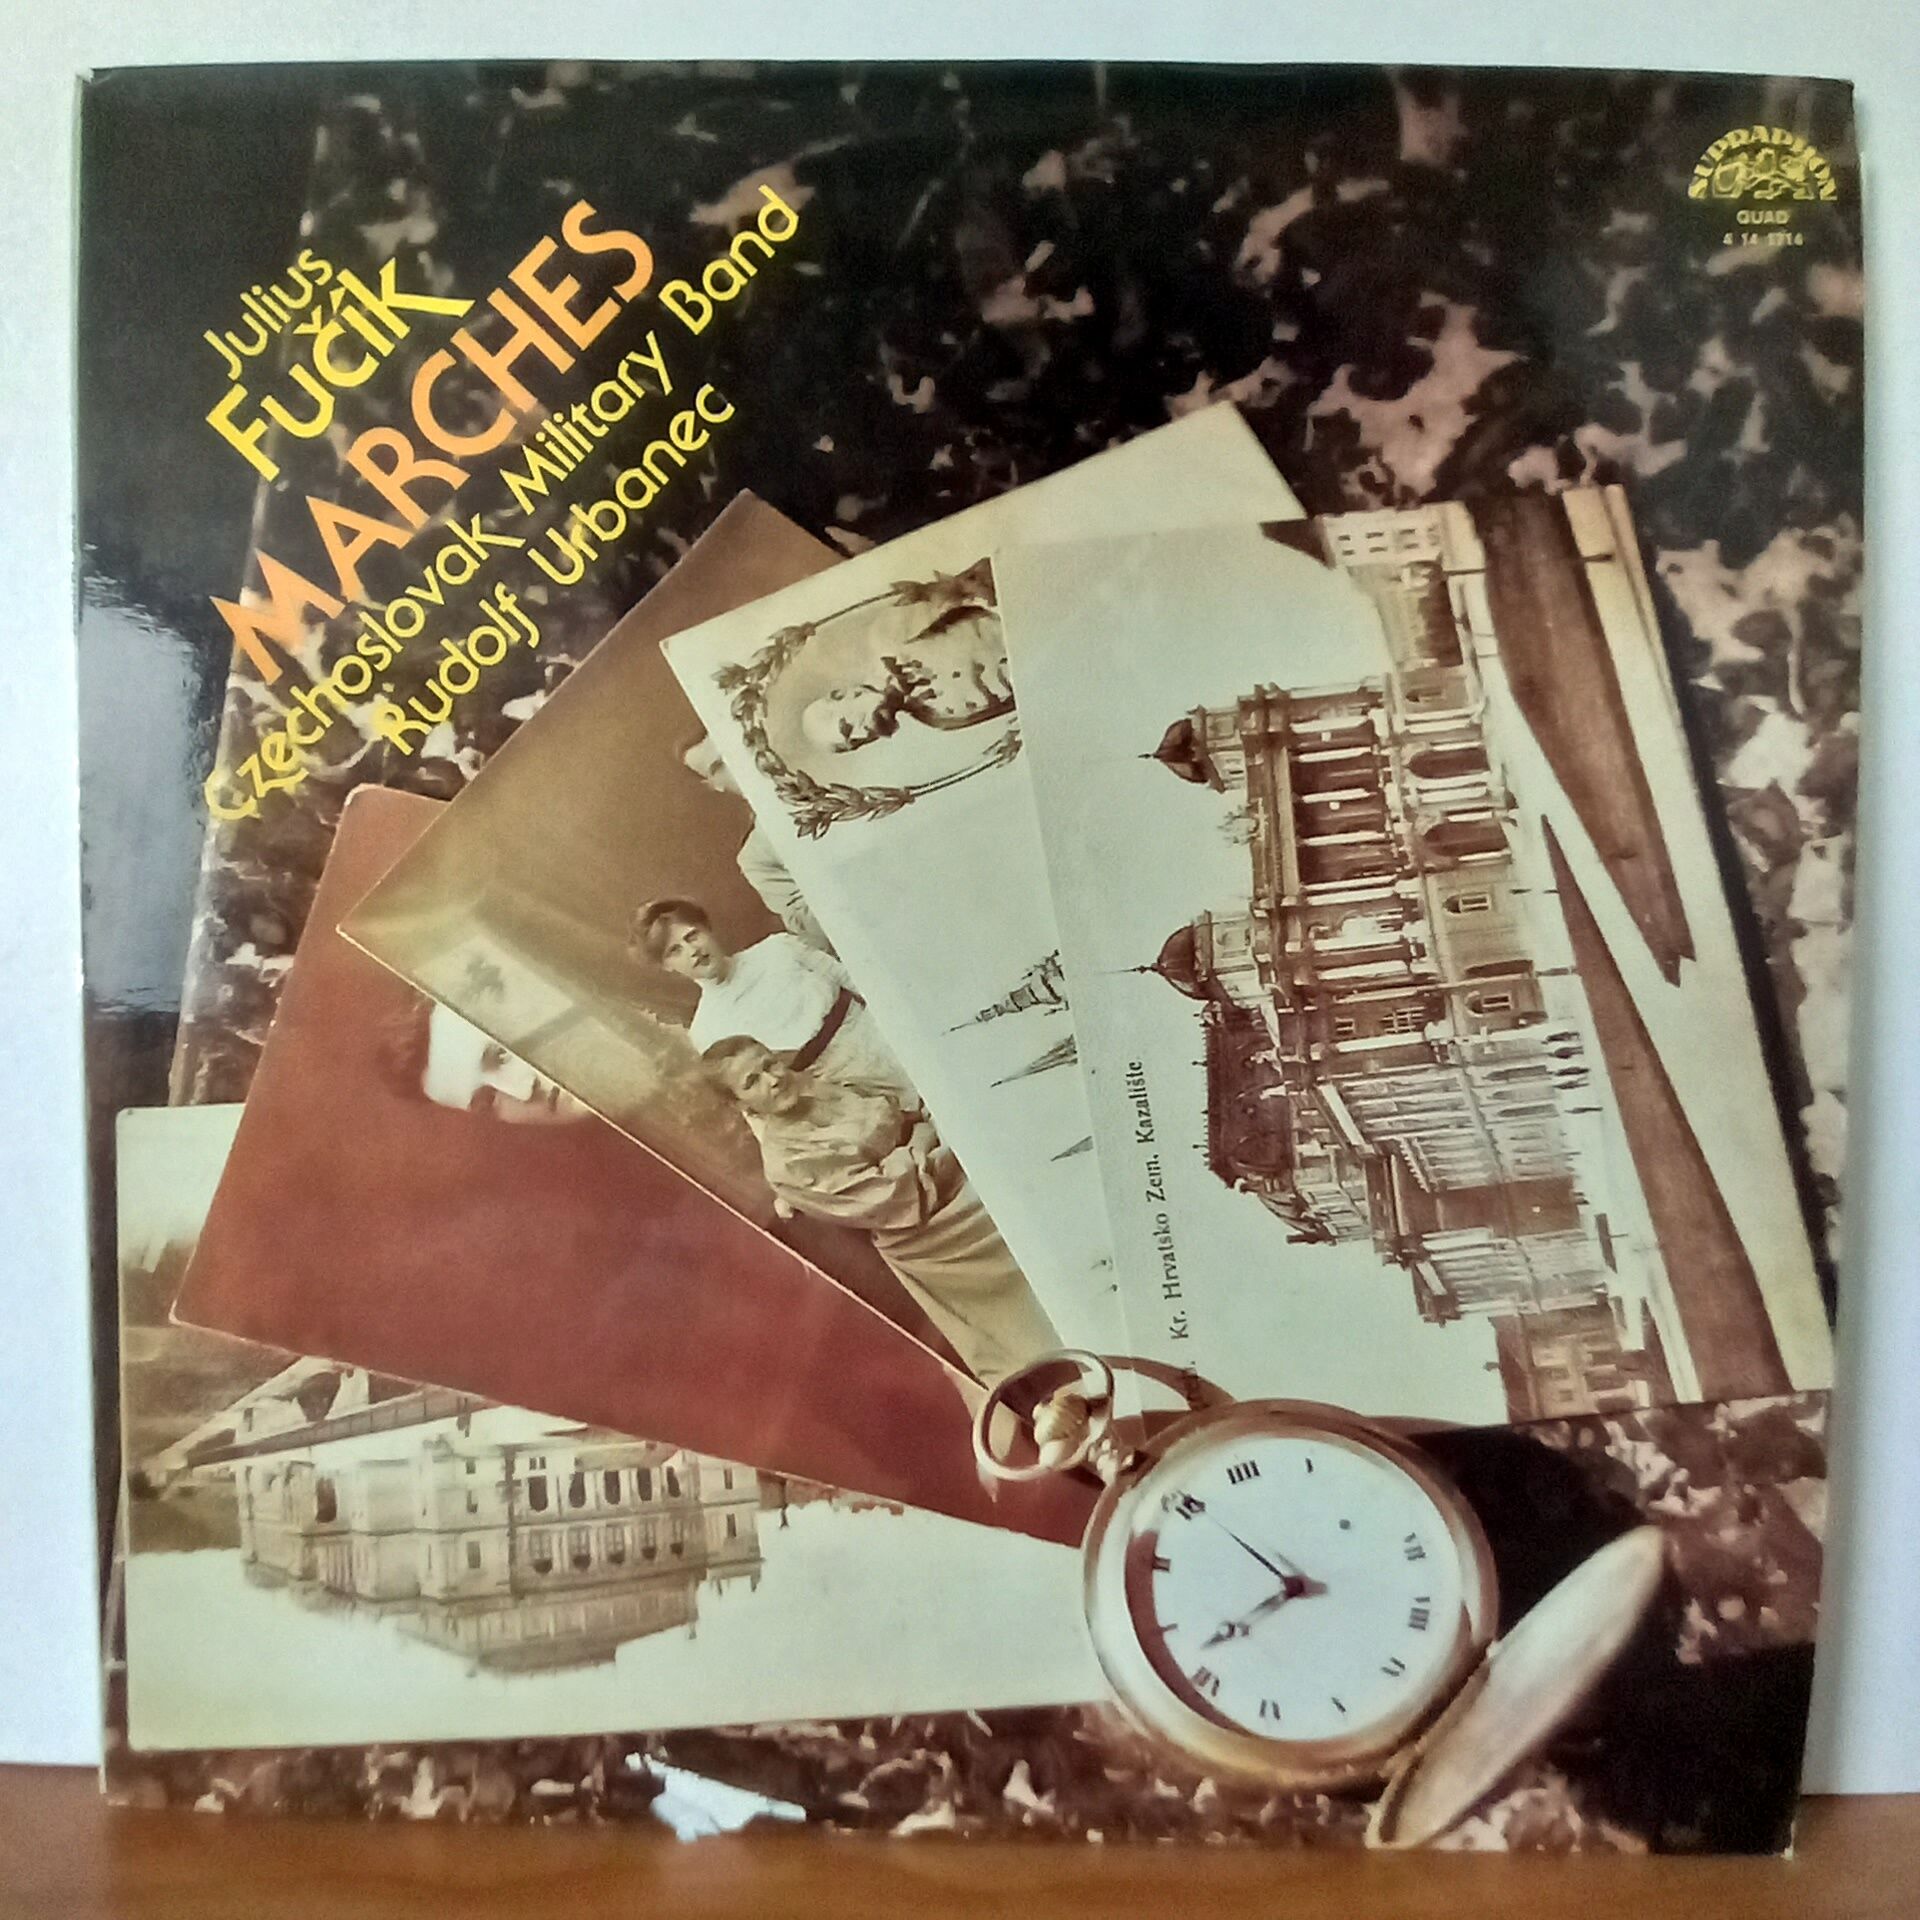 Julius
Fučík
MARCHES
Czechoslovak Military Band
Rudolf Urbanec
SUPRAPHON
QUAD
Kr. Hrvatsko Zem. Kazalište